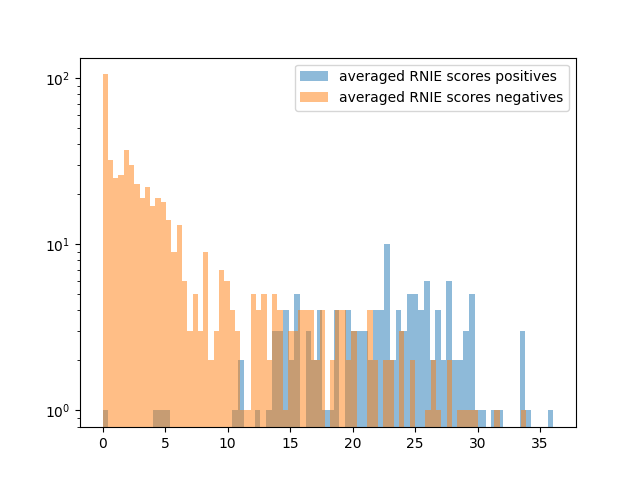 averaged RNIE scores positives
averaged RNIE scores negatives
10²
10¹
10⁰
0 5 10 15 20 25 30 35